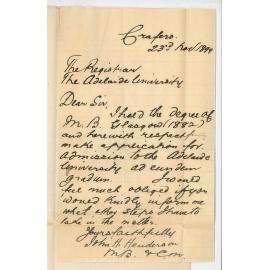 Crafers.
23rd Nov/1899
The Registrar
The Adelaide University
Dear Sir,
I hold the degree of
M.B. Glasgow (1882)
and herewith respectfully
make application for
admission to the Adelaide
University ad eundem
gradum. I would
feel much obliged if you
would kindly inform me
what other steps I have to
take in the matter.
Yours faithfully
John H. Henderson
M.B. & C.M.